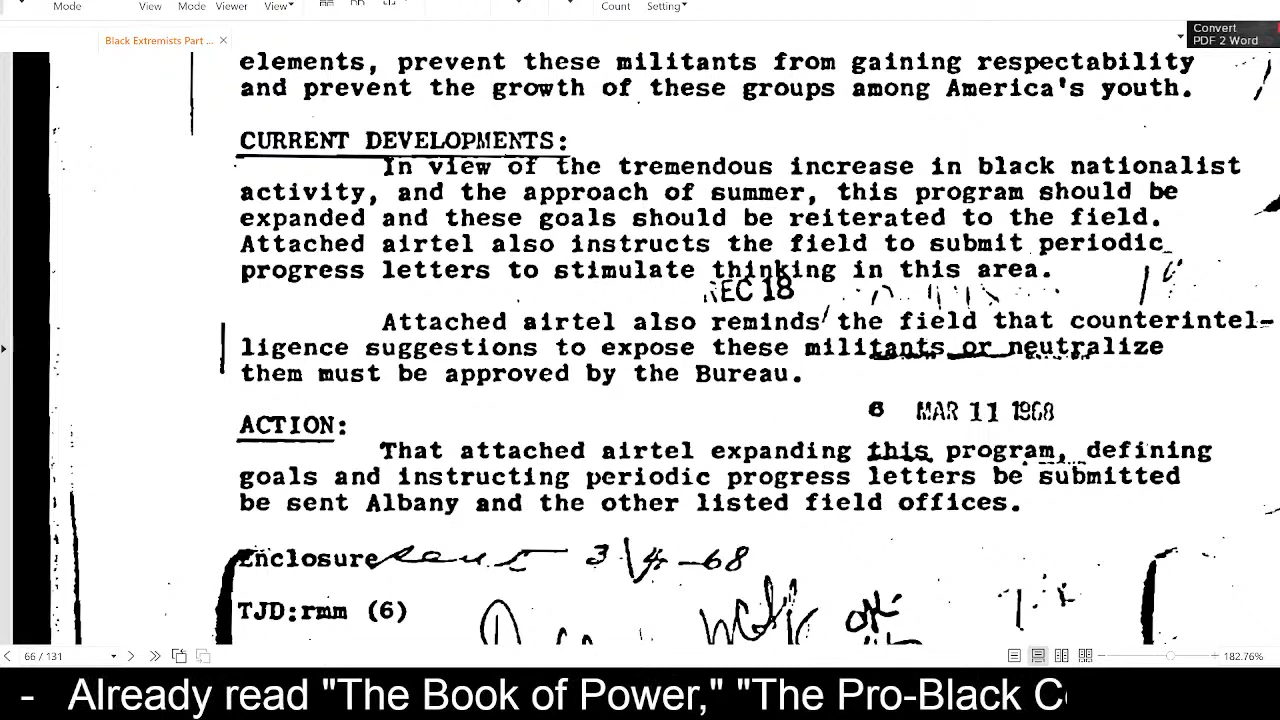 Mode View Mode Viewer View Count Setting
Convert
PDF 2 Word
Black Extremists Part ...
elements, prevent these militants from gaining respectability
and prevent the growth of these groups among America's youth.
CURRENT DEVELOPMENTS:
In view of the tremendous increase in black nationalist
activity, and the approach of summer, this program should be
expanded and these goals should be reiterated to the field.
Attached airtel also instructs the field to submit periodic
progress letters to stimulate thinking in this area.
REC 18
Attached airtel also reminds the field that counterintel-
ligence suggestions to expose these militants or neutralize
them must be approved by the Bureau.
6 MAR 11 1968
ACTION:
That attached airtel expanding this program, defining
goals and instructing periodic progress letters be submitted
be sent Albany and the other listed field offices.
Enclosure sent 3/4-68
TJD:rmm (6)
66 / 131
182.76%
- Already read "The Book of Power," "The Pro-Black Co